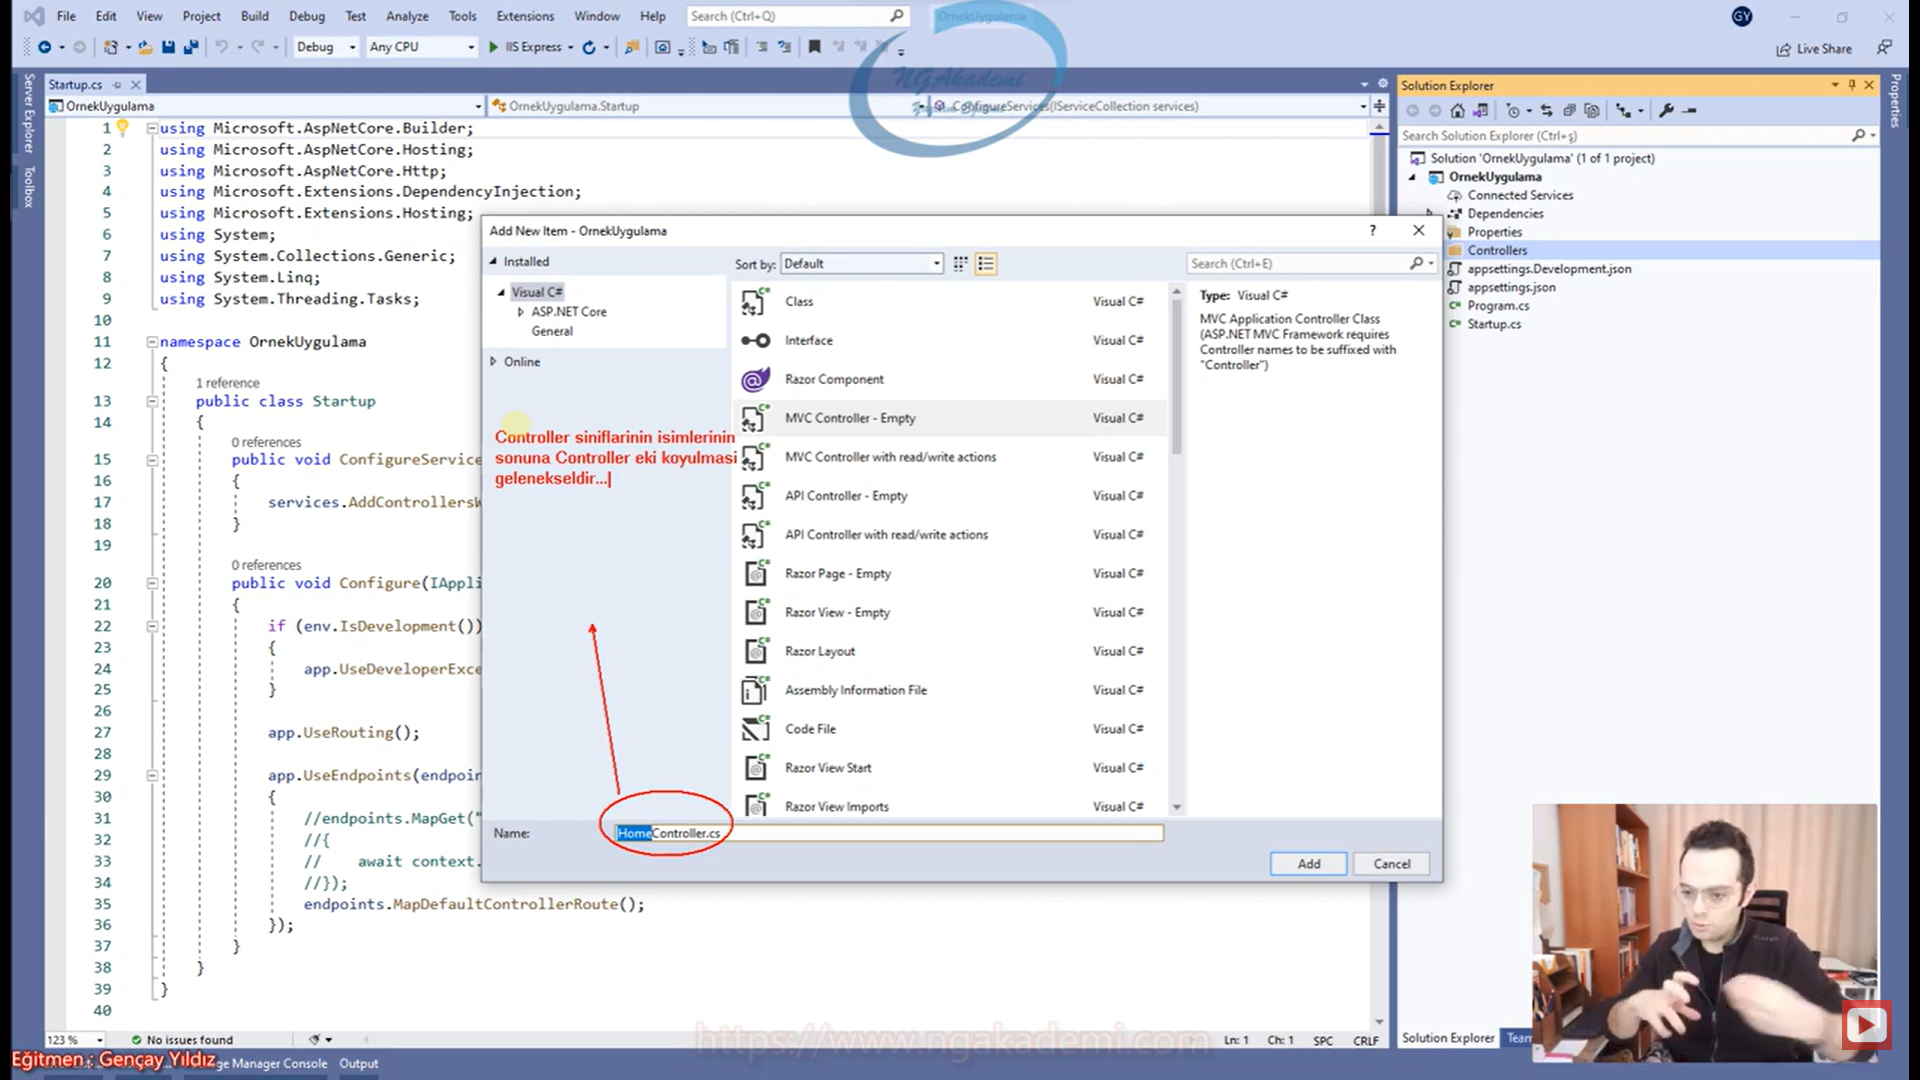 File Edit View Project Build Debug Test Analyze Tools Extensions Window Help Search (Ctrl+Q) OrnekUygulama GY
Debug Any CPU IIS Express Live Share
Server Explorer
Toolbox
Startup.cs
OrnekUygulama OrnekUygulama.Startup ConfigureServices(IServiceCollection services)
NGAkademi
1 using Microsoft.AspNetCore.Builder;
2 using Microsoft.AspNetCore.Hosting;
3 using Microsoft.AspNetCore.Http;
4 using Microsoft.Extensions.DependencyInjection;
5 using Microsoft.Extensions.Hosting;
6 using System;
7 using System.Collections.Generic;
8 using System.Linq;
9 using System.Threading.Tasks;
10
11 namespace OrnekUygulama
12 {
1 reference
13 public class Startup
14 {
0 references
15 public void ConfigureService
16 {
17 services.AddControllersW
18 }
19
0 references
20 public void Configure(IAppli
21 {
22 if (env.IsDevelopment())
23 {
24 app.UseDeveloperExce
25 }
26
27 app.UseRouting();
28
29 app.UseEndpoints(endpoin
30 {
31 //endpoints.MapGet("
32 //{
33 // await context.
34 //});
35 endpoints.MapDefaultControllerRoute();
36 });
37 }
38 }
39 }
40
Add New Item - OrnekUygulama ?
Installed
Visual C#
ASP.NET Core
General
Online
Controller siniflarinin isimlerinin
sonuna Controller eki koyulmasi
gelenekseldir...
Sort by: Default
Search (Ctrl+E)
Class Visual C#
Interface Visual C#
Razor Component Visual C#
MVC Controller - Empty Visual C#
MVC Controller with read/write actions Visual C#
API Controller - Empty Visual C#
API Controller with read/write actions Visual C#
Razor Page - Empty Visual C#
Razor View - Empty Visual C#
Razor Layout Visual C#
Assembly Information File Visual C#
Code File Visual C#
Razor View Start Visual C#
Razor View Imports Visual C#
Type: Visual C#
MVC Application Controller Class
(ASP.NET MVC Framework requires
Controller names to be suffixed with
"Controller")
Name: HomeController.cs
Add Cancel
Solution Explorer
Search Solution Explorer (Ctrl+ş)
Solution 'OrnekUygulama' (1 of 1 project)
OrnekUygulama
Connected Services
Dependencies
Properties
Controllers
appsettings.Development.json
appsettings.json
Program.cs
Startup.cs
Properties
Solution Explorer Team
123 % No issues found Ln: 1 Ch: 1 SPC CRLF
https://www.ngakademi.com
Eğitmen : Gençay Yıldız
ge Manager Console Output